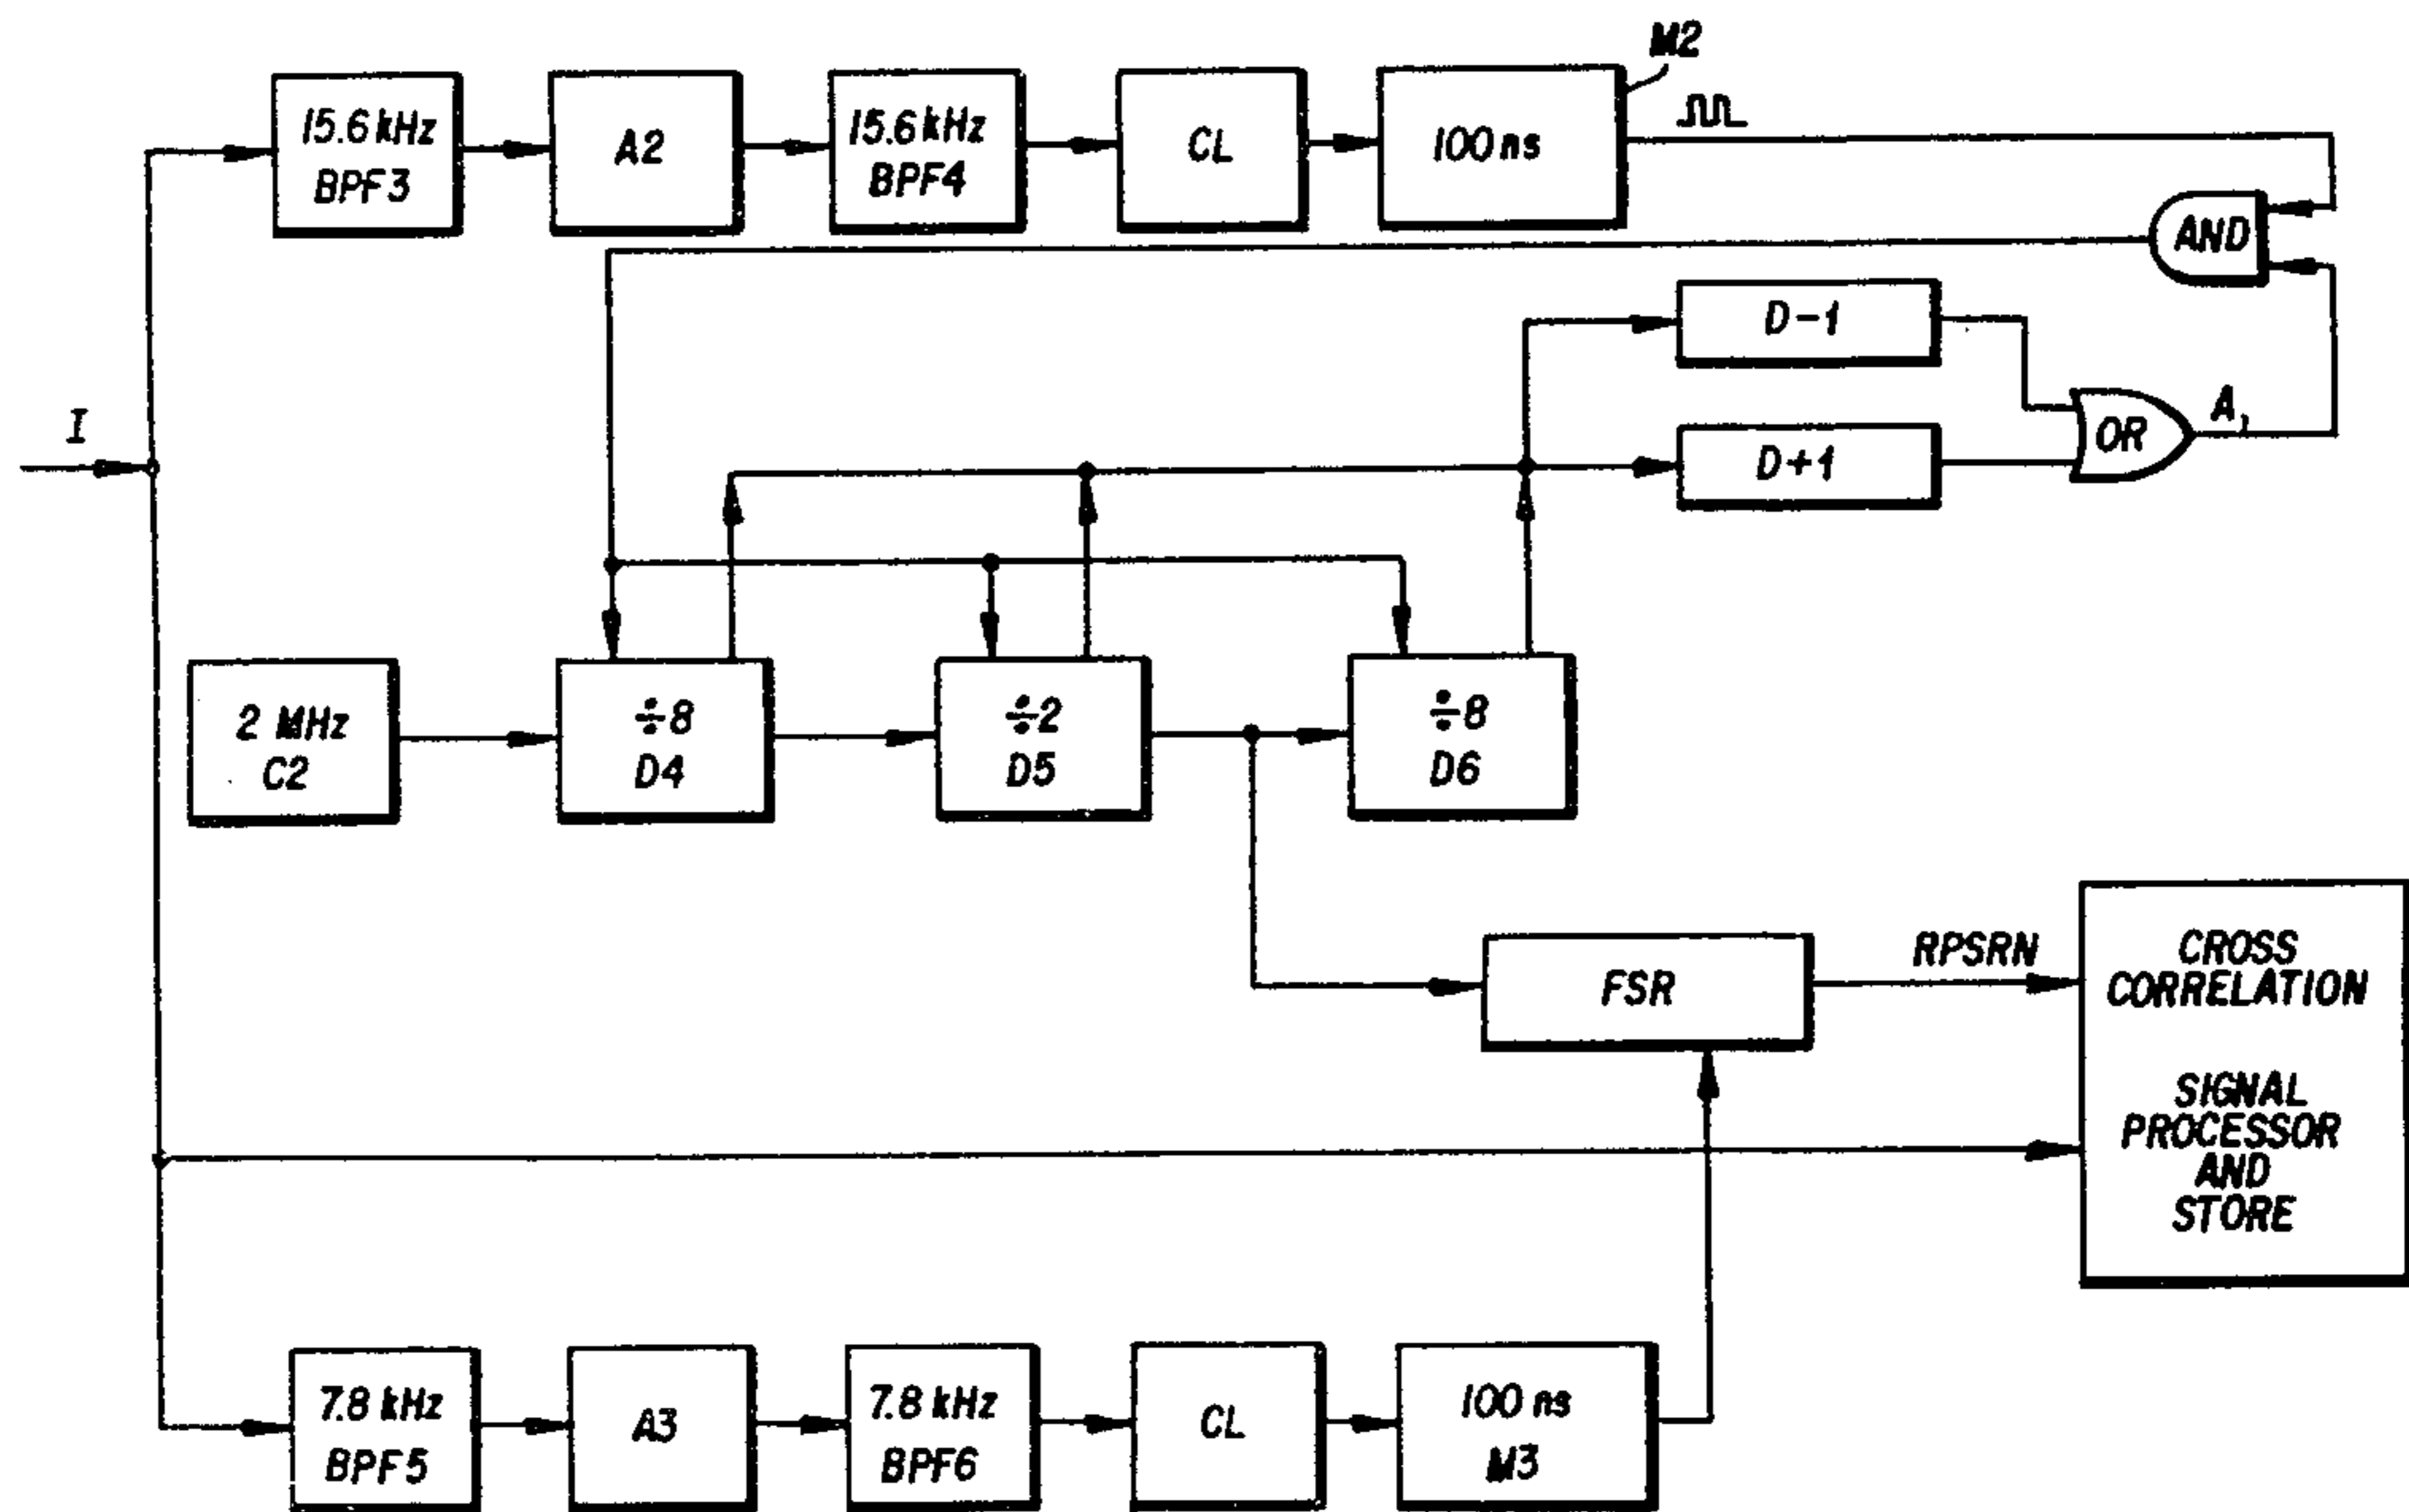 M2
15.6 kHz
BPF3
A2
15.6 kHz
BPF4
CL
100 ns
AND
D-1
I
A,
OR
D+1
2 MHz
C2
÷8
D4
÷2
D5
÷8
D6
FSR
RPSRN
CROSS
CORRELATION
SIGNAL
PROCESSOR
AND
STORE
7.8 kHz
BPF5
A3
7.8 kHz
BPF6
CL
100 ns
M3